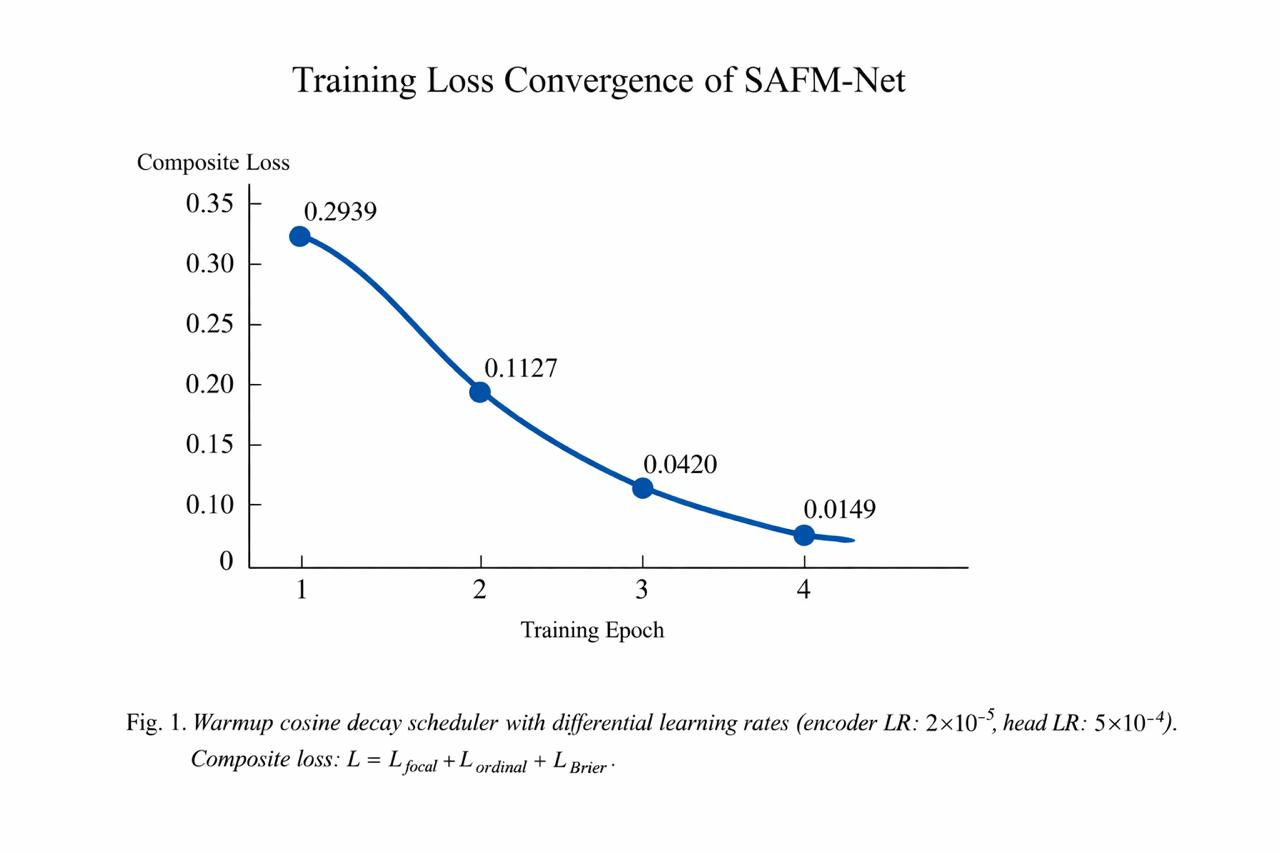 Training Loss Convergence of SAFM-Net
Composite Loss
0.35
0.2939
0.30
0.25
0.1127
0.20
0.15
0.0420
0.10
0.0149
0
1 2 3 4
Training Epoch
Fig. 1. Warmup cosine decay scheduler with differential learning rates (encoder LR: 2×10⁻⁵, head LR: 5×10⁻⁴).
Composite loss: L = L focal + L ordinal + L Brier .